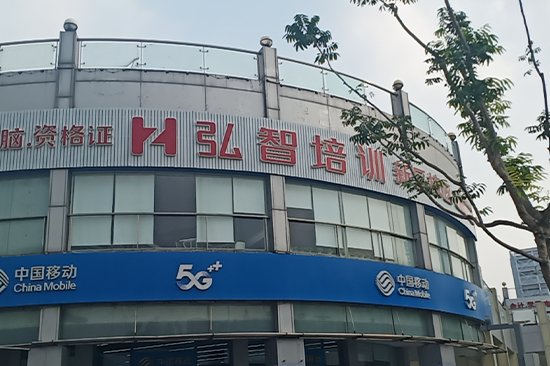 脑.资格证 弘智培训
中国移动
China Mobile
5G++
中国移动
China Mobile
5G